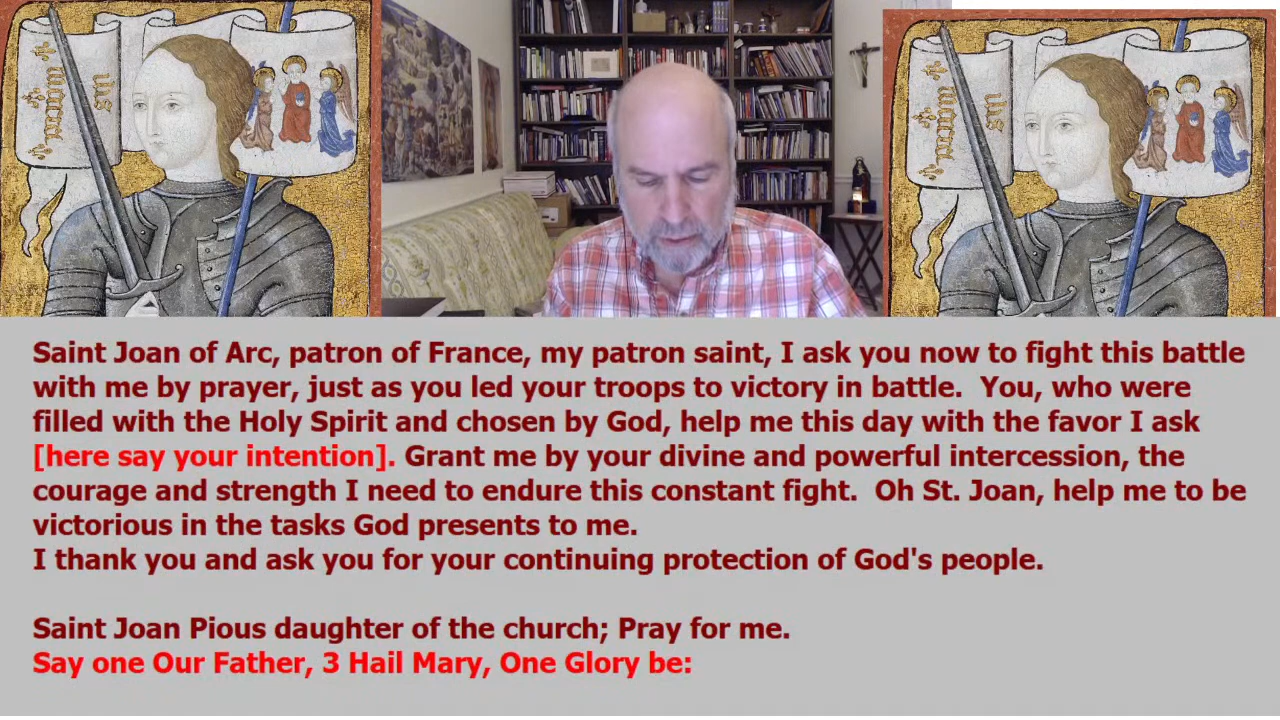 Saint Joan of Arc, patron of France, my patron saint, I ask you now to fight this battle
with me by prayer, just as you led your troops to victory in battle.  You, who were
filled with the Holy Spirit and chosen by God, help me this day with the favor I ask
[here say your intention]. Grant me by your divine and powerful intercession, the
courage and strength I need to endure this constant fight.  Oh St. Joan, help me to be
victorious in the tasks God presents to me.
I thank you and ask you for your continuing protection of God's people.
Saint Joan Pious daughter of the church; Pray for me.
Say one Our Father, 3 Hail Mary, One Glory be: